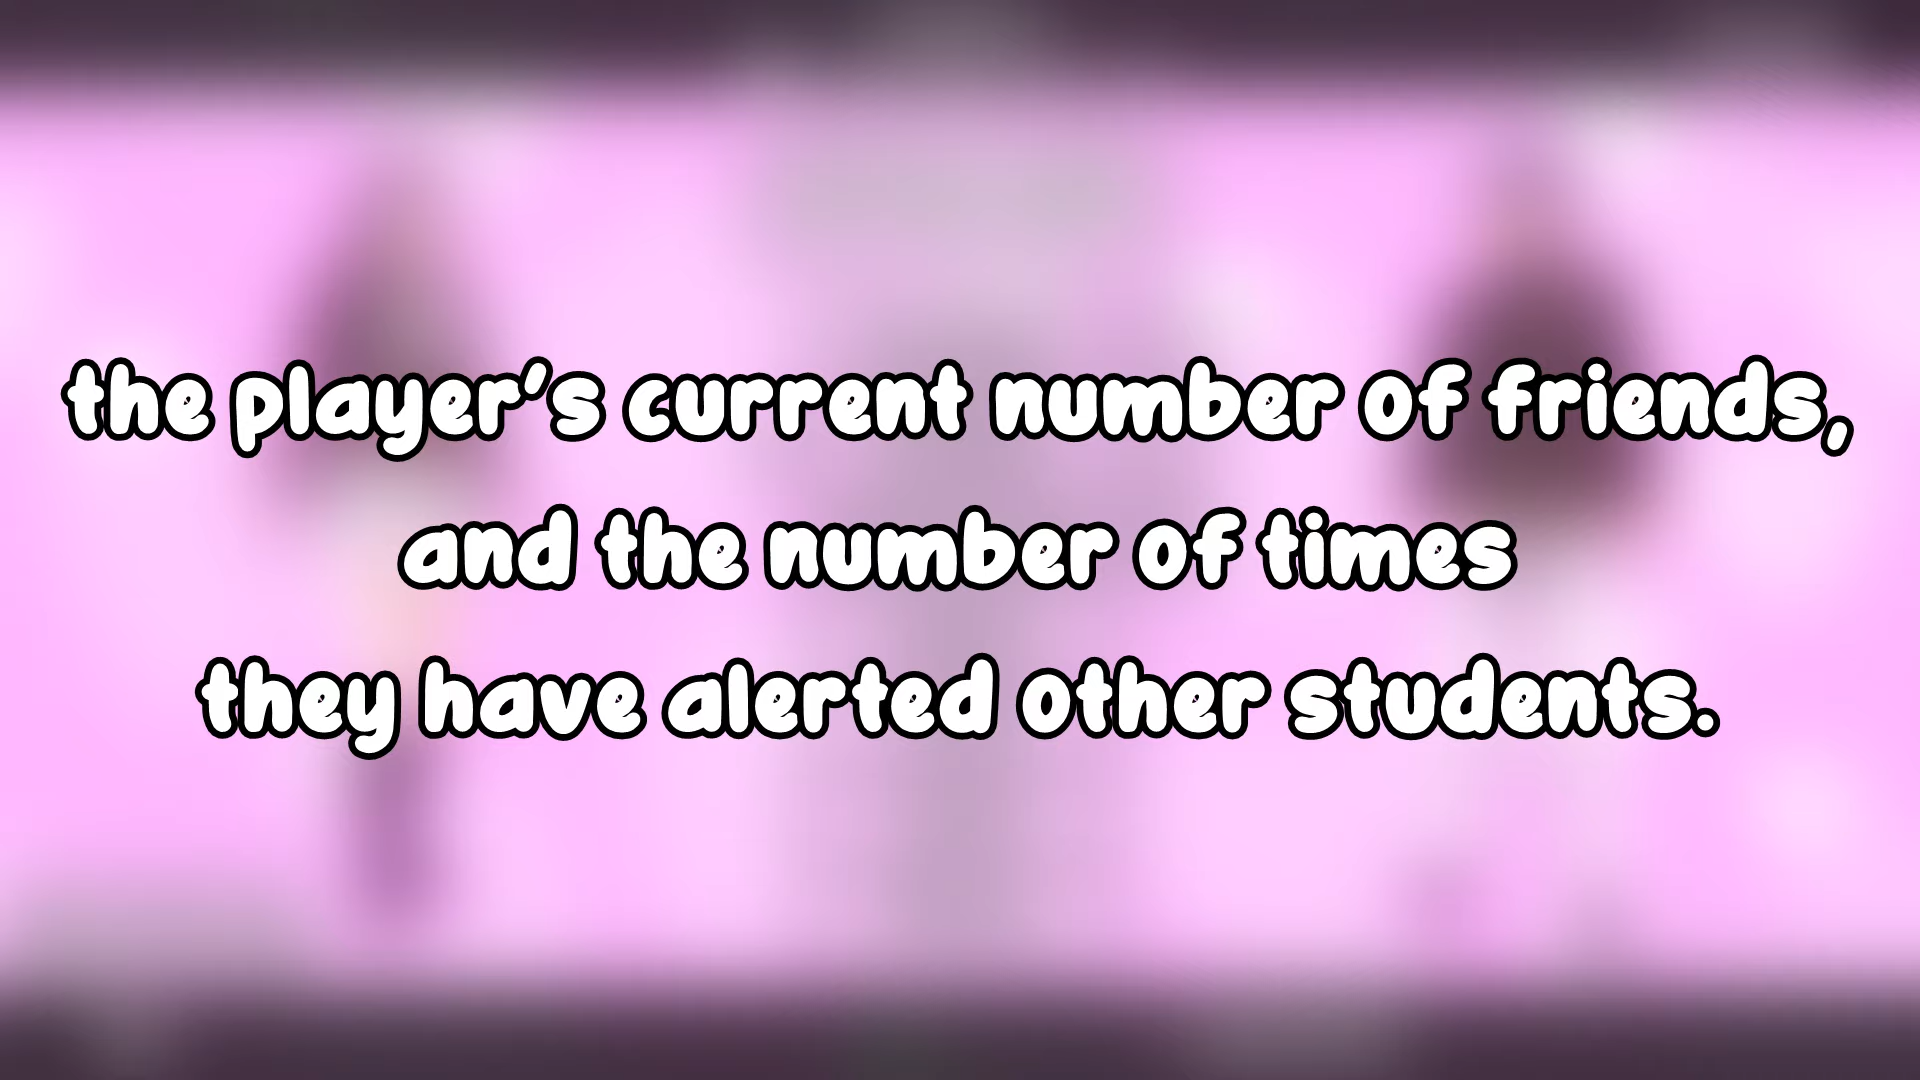 the player's current number of friends,
and the number of times
they have alerted other students.